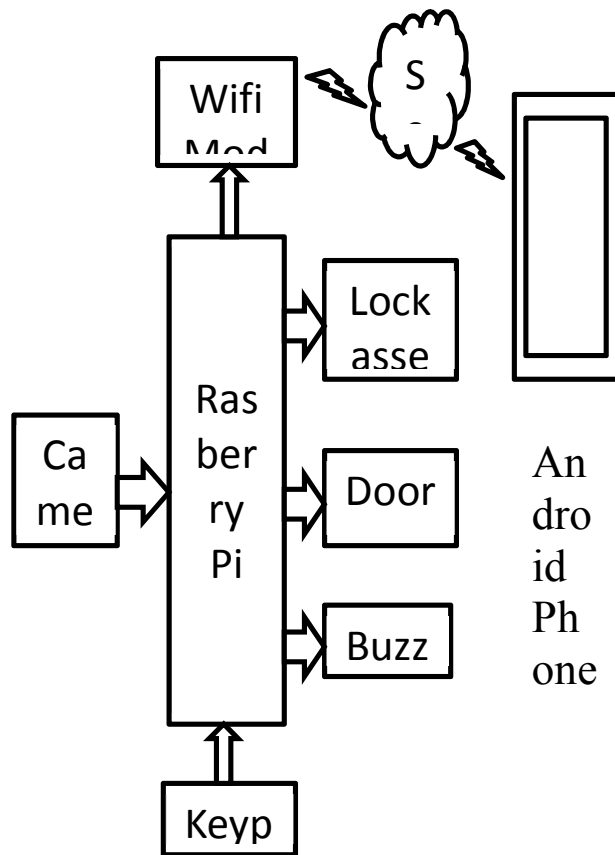 Wifi
Mod
S
Lock
asse
Ras
ber
ry
Pi
Ca
me
Door
Buzz
Keyp
An
dro
id
Ph
one